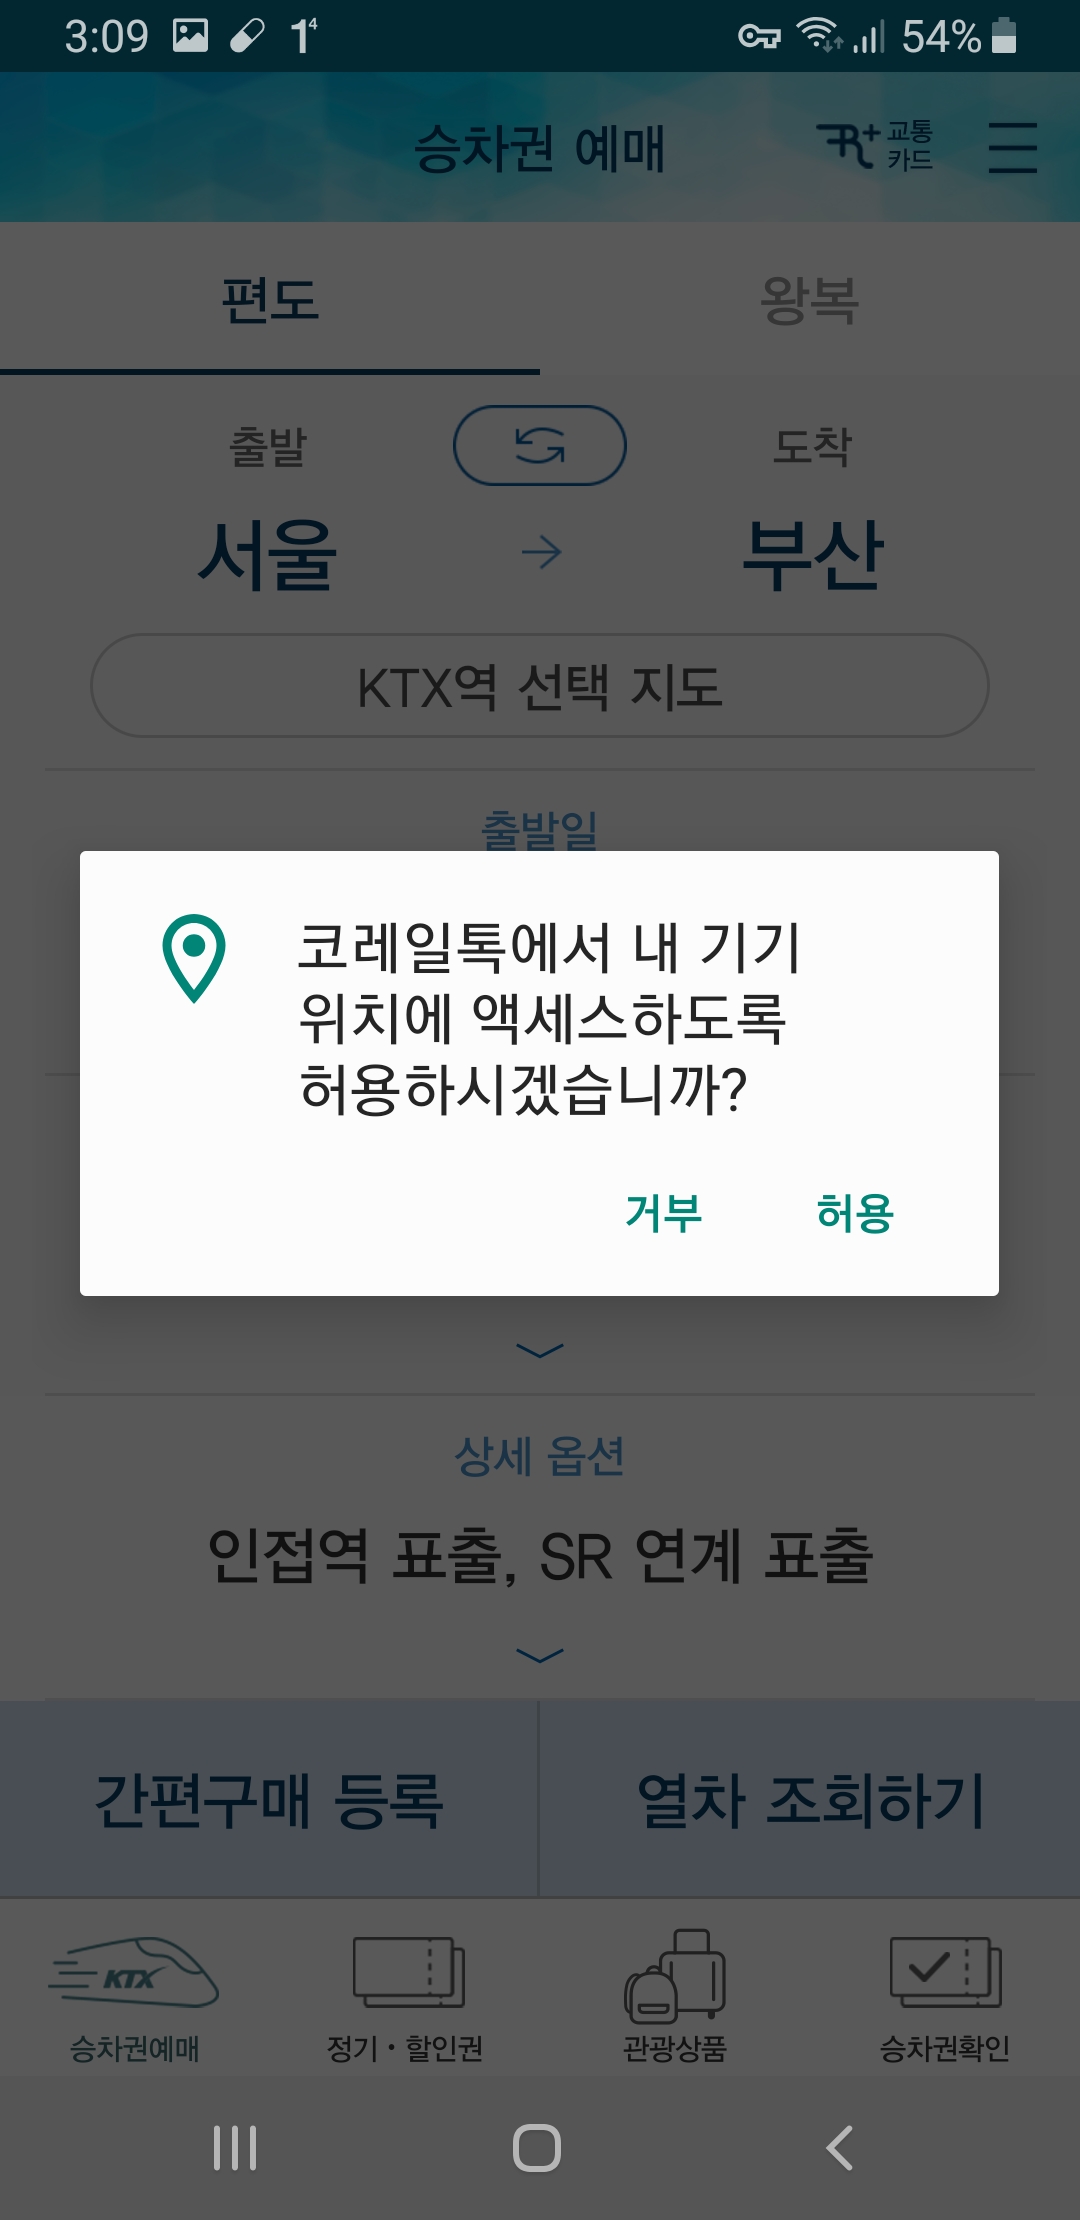 3:09
1⁴
54%
승차권 예매
교통
카드
편도
왕복
출발
도착
서울
부산
KTX역 선택 지도
출발일
코레일톡에서 내 기기
위치에 액세스하도록
허용하시겠습니까?
거부
허용
상세 옵션
인접역 표출, SR 연계 표출
간편구매 등록
열차 조회하기
KTX
승차권예매
정기·할인권
관광상품
승차권확인